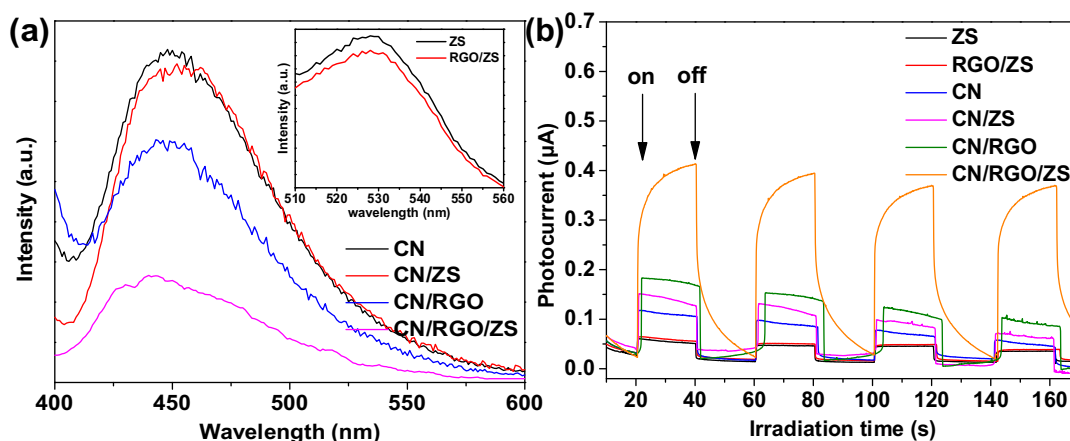 (a)
Intensity (a.u.)
400
450
500
550
600
Wavelength (nm)
CN
CN/ZS
CN/RGO
CN/RGO/ZS
Intensity (a.u.)
510
520
530
540
550
560
wavelength (nm)
ZS
RGO/ZS
(b)
Photocurrent (µA)
0.7
0.6
0.5
0.4
0.3
0.2
0.1
0.0
20
40
60
80
100
120
140
160
Irradiation time (s)
on
off
ZS
RGO/ZS
CN
CN/ZS
CN/RGO
CN/RGO/ZS